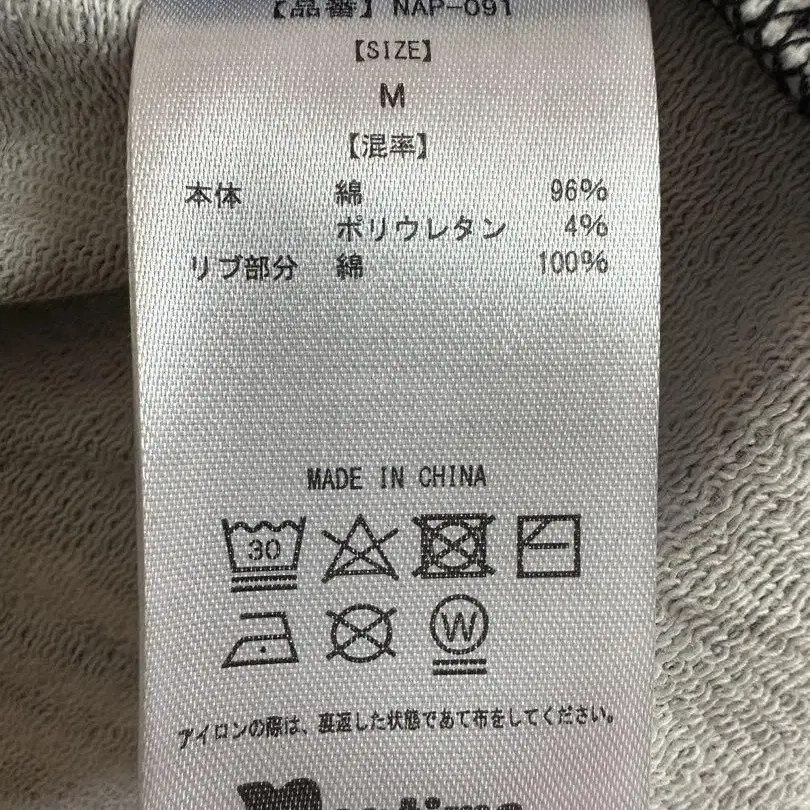 【品番】 NAP-091
【SIZE】
M
【混率】
本体 綿 96%
ポリウレタン 4%
リブ部分 綿 100%
MADE IN CHINA
30
W
アイロンの際は、裏返した状態であて布をしてください。